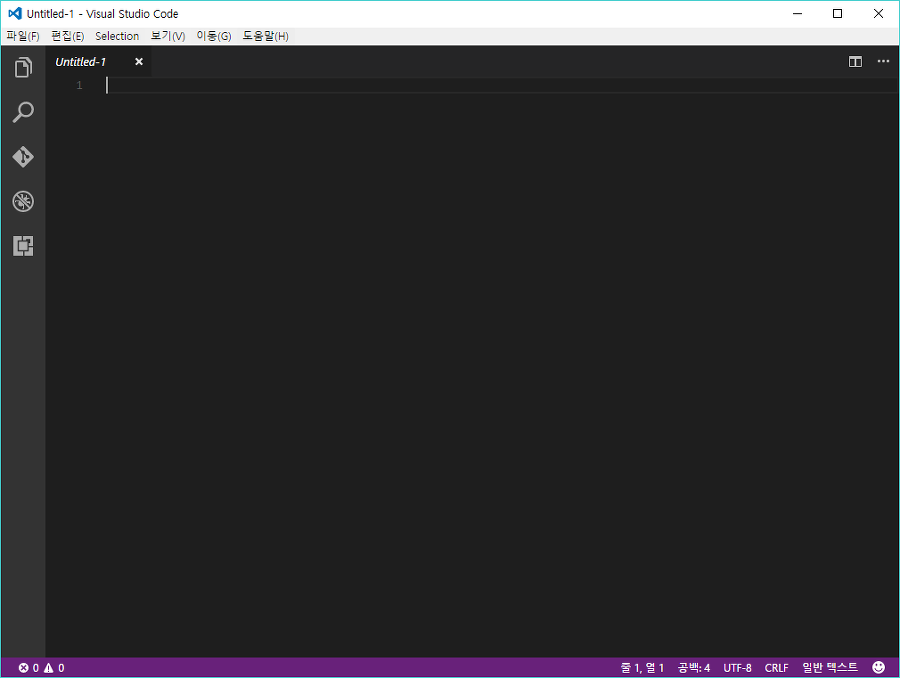 Untitled-1 - Visual Studio Code
파일(F) 편집(E) Selection 보기(V) 이동(G) 도움말(H)
Untitled-1
1
0 0 줄 1, 열 1 공백: 4 UTF-8 CRLF 일반 텍스트